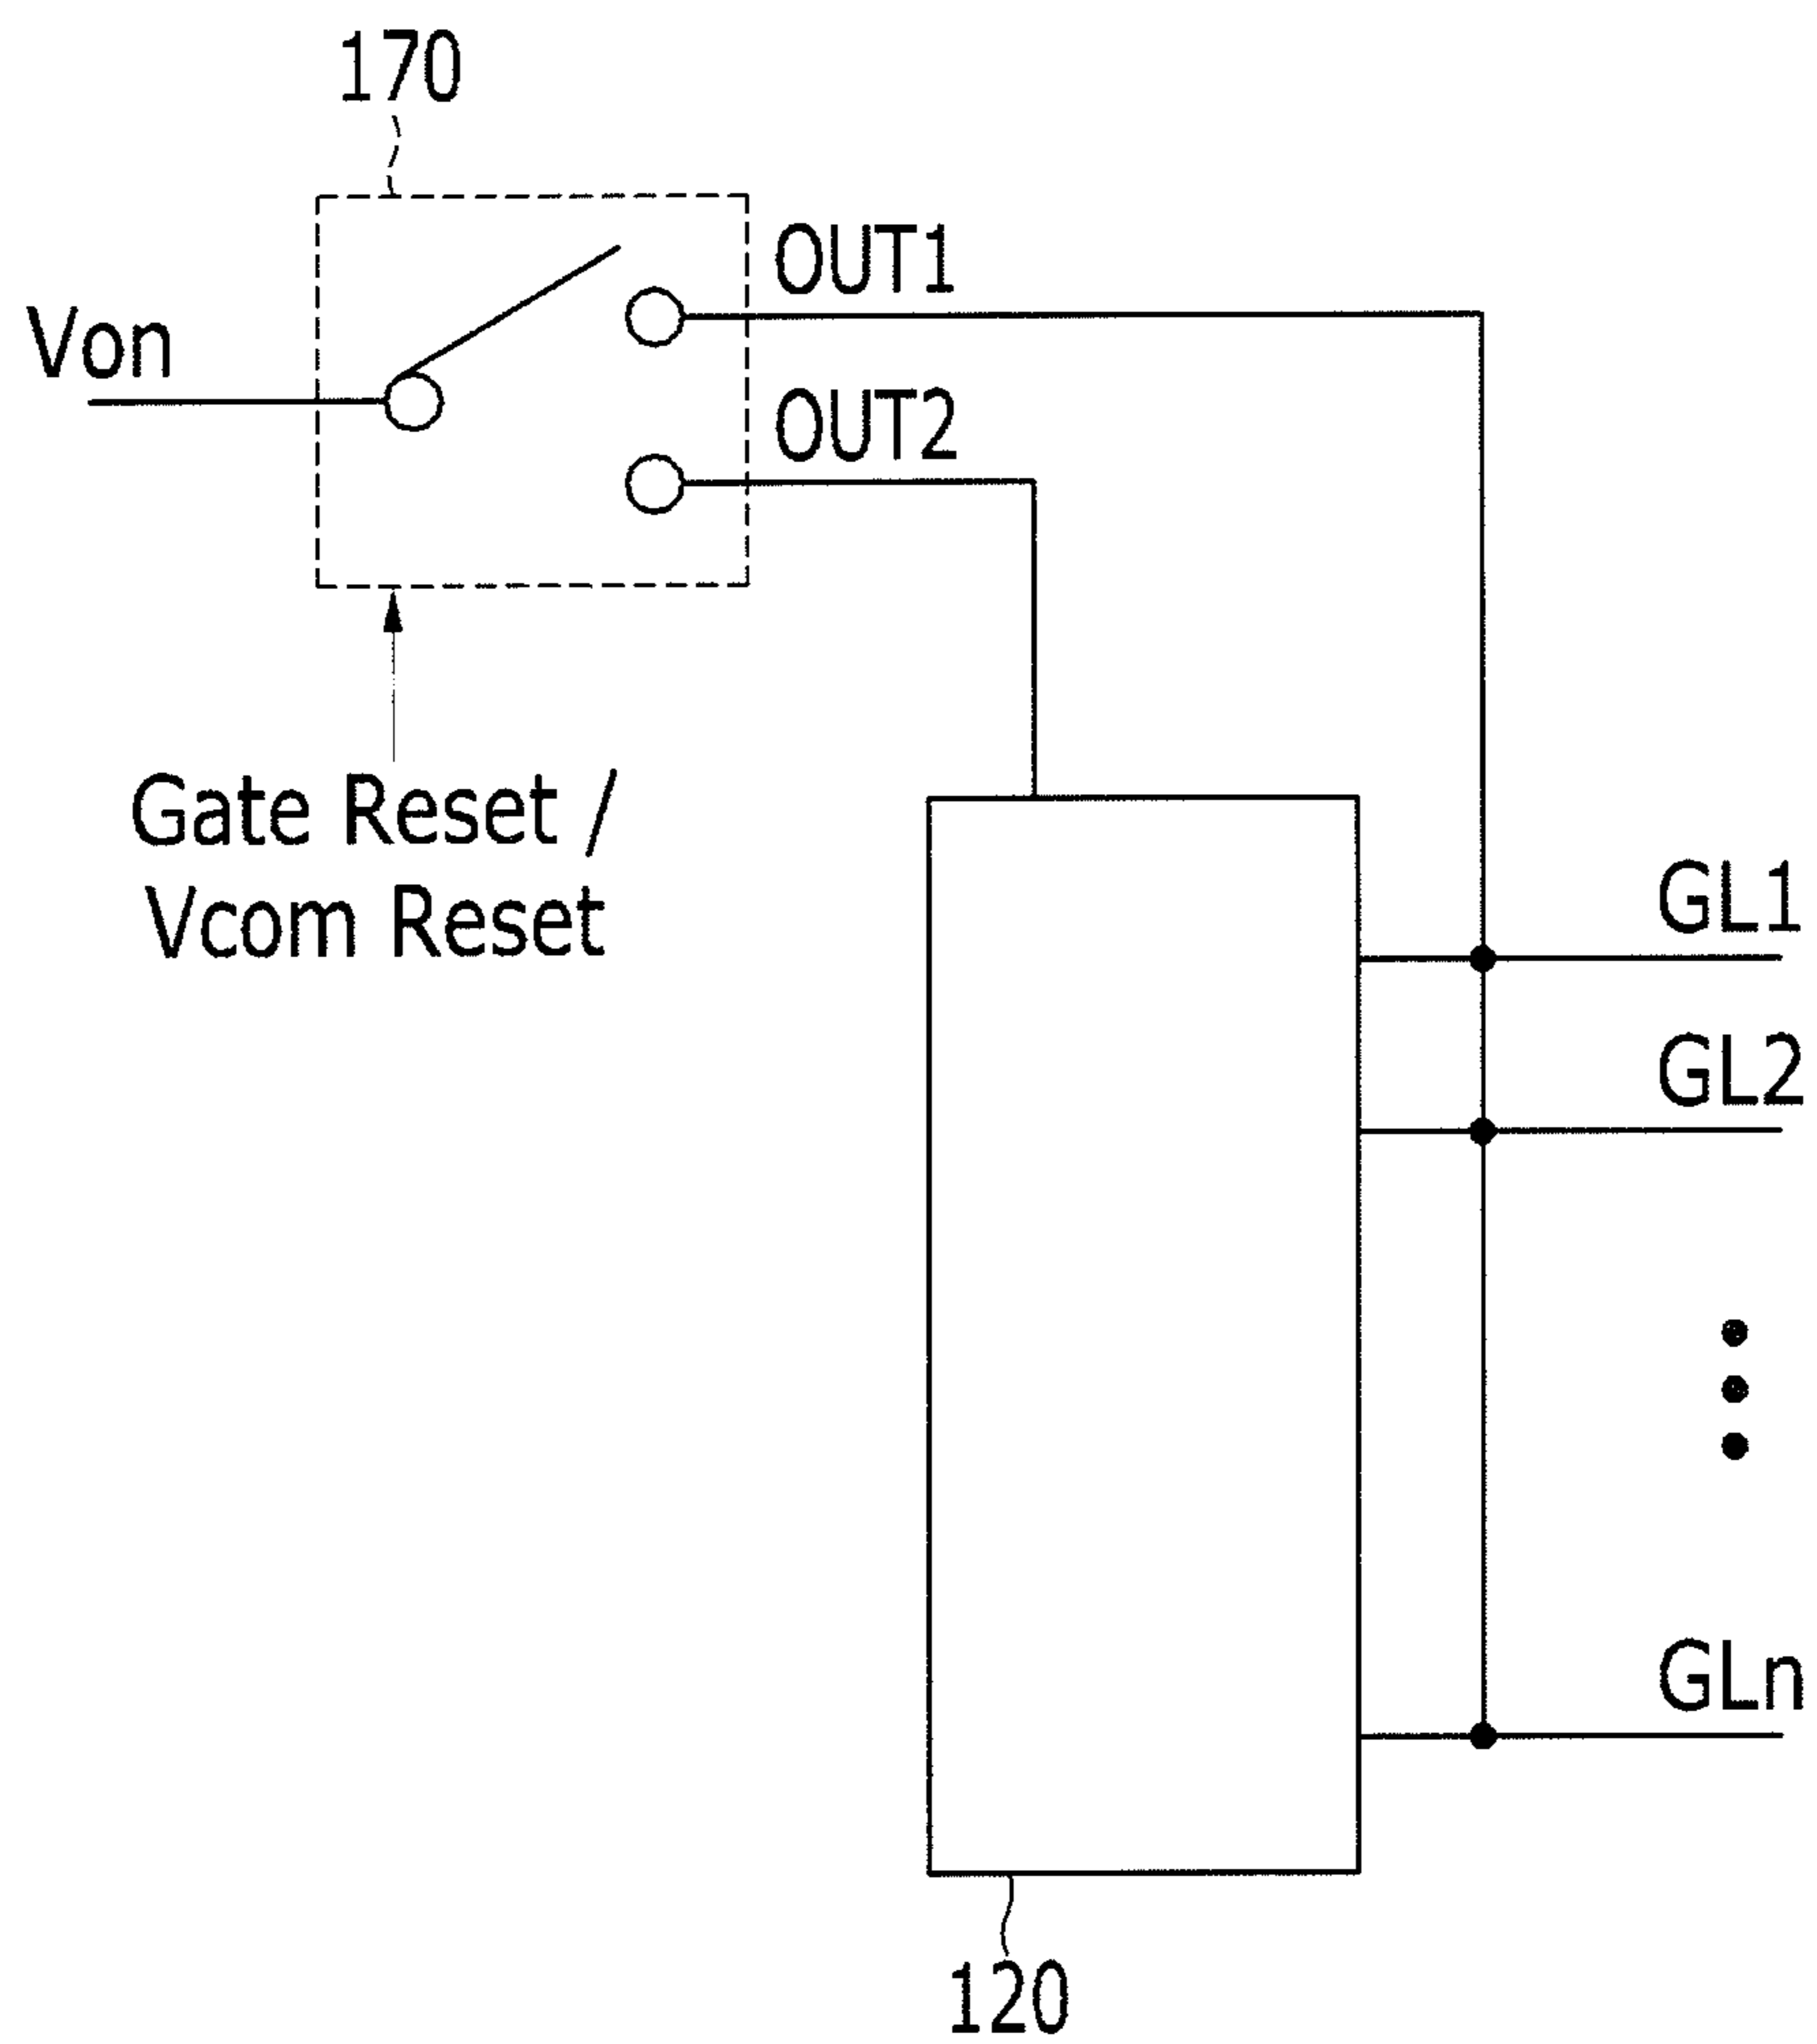 170
OUT1
Von
OUT2
Gate Reset /
Vcom Reset
GL1
GL2
GLn
120